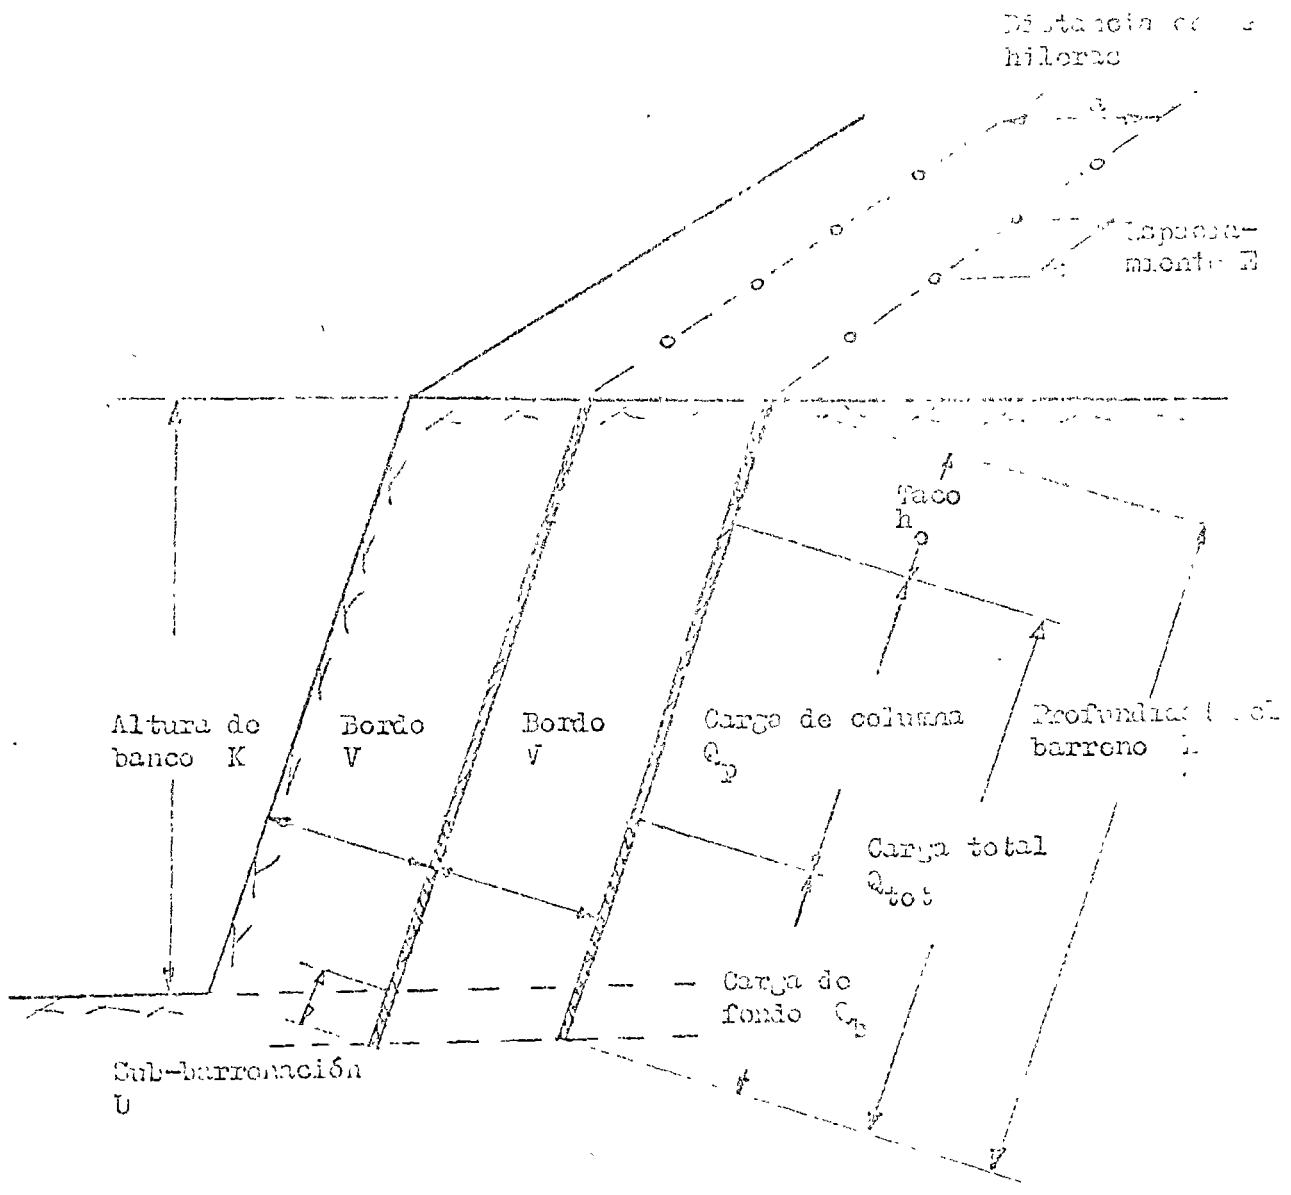 hileras
a
miento E
Taco
h o
Altura de
banco K
Bordo
V
Bordo
V
Carga de columna
Q p
barreno
Carga total
Q tot
Carga de
fondo Q b
Sub-barrenación
U